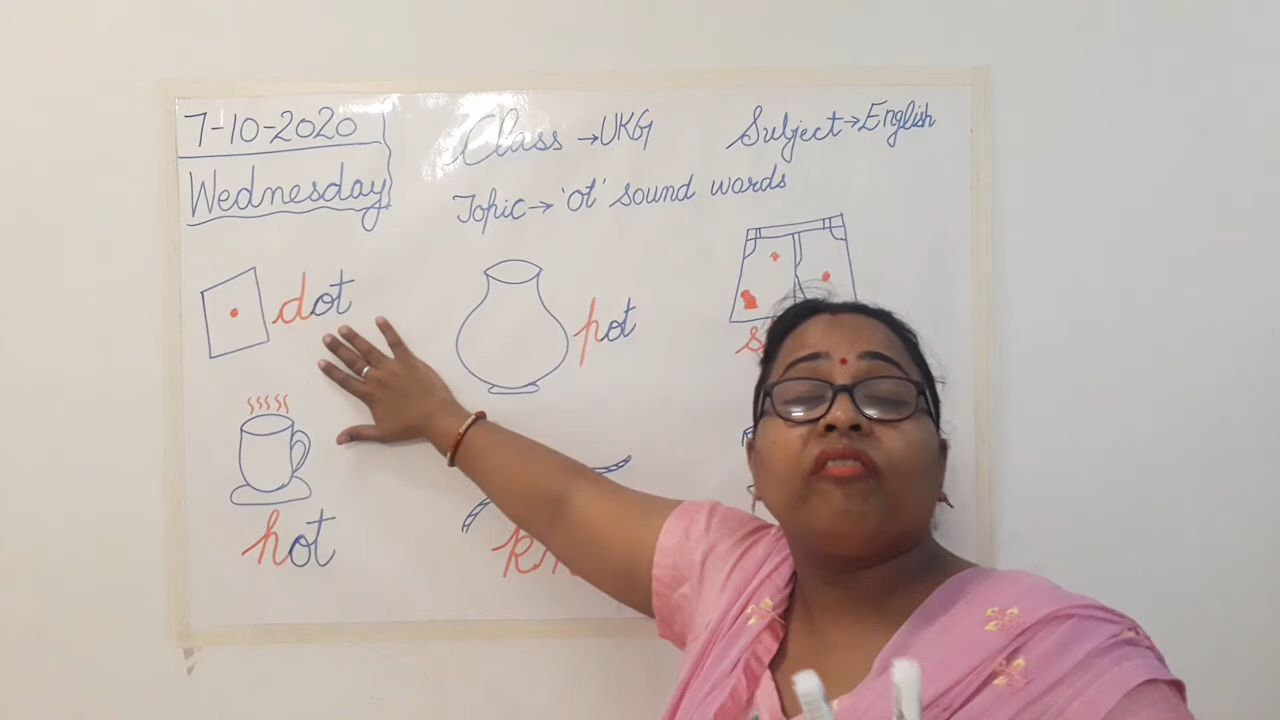 7-10-2020
Wednesday
Class → UKG
Subject → English
Topic → 'ot' sound words
dot
pot
hot